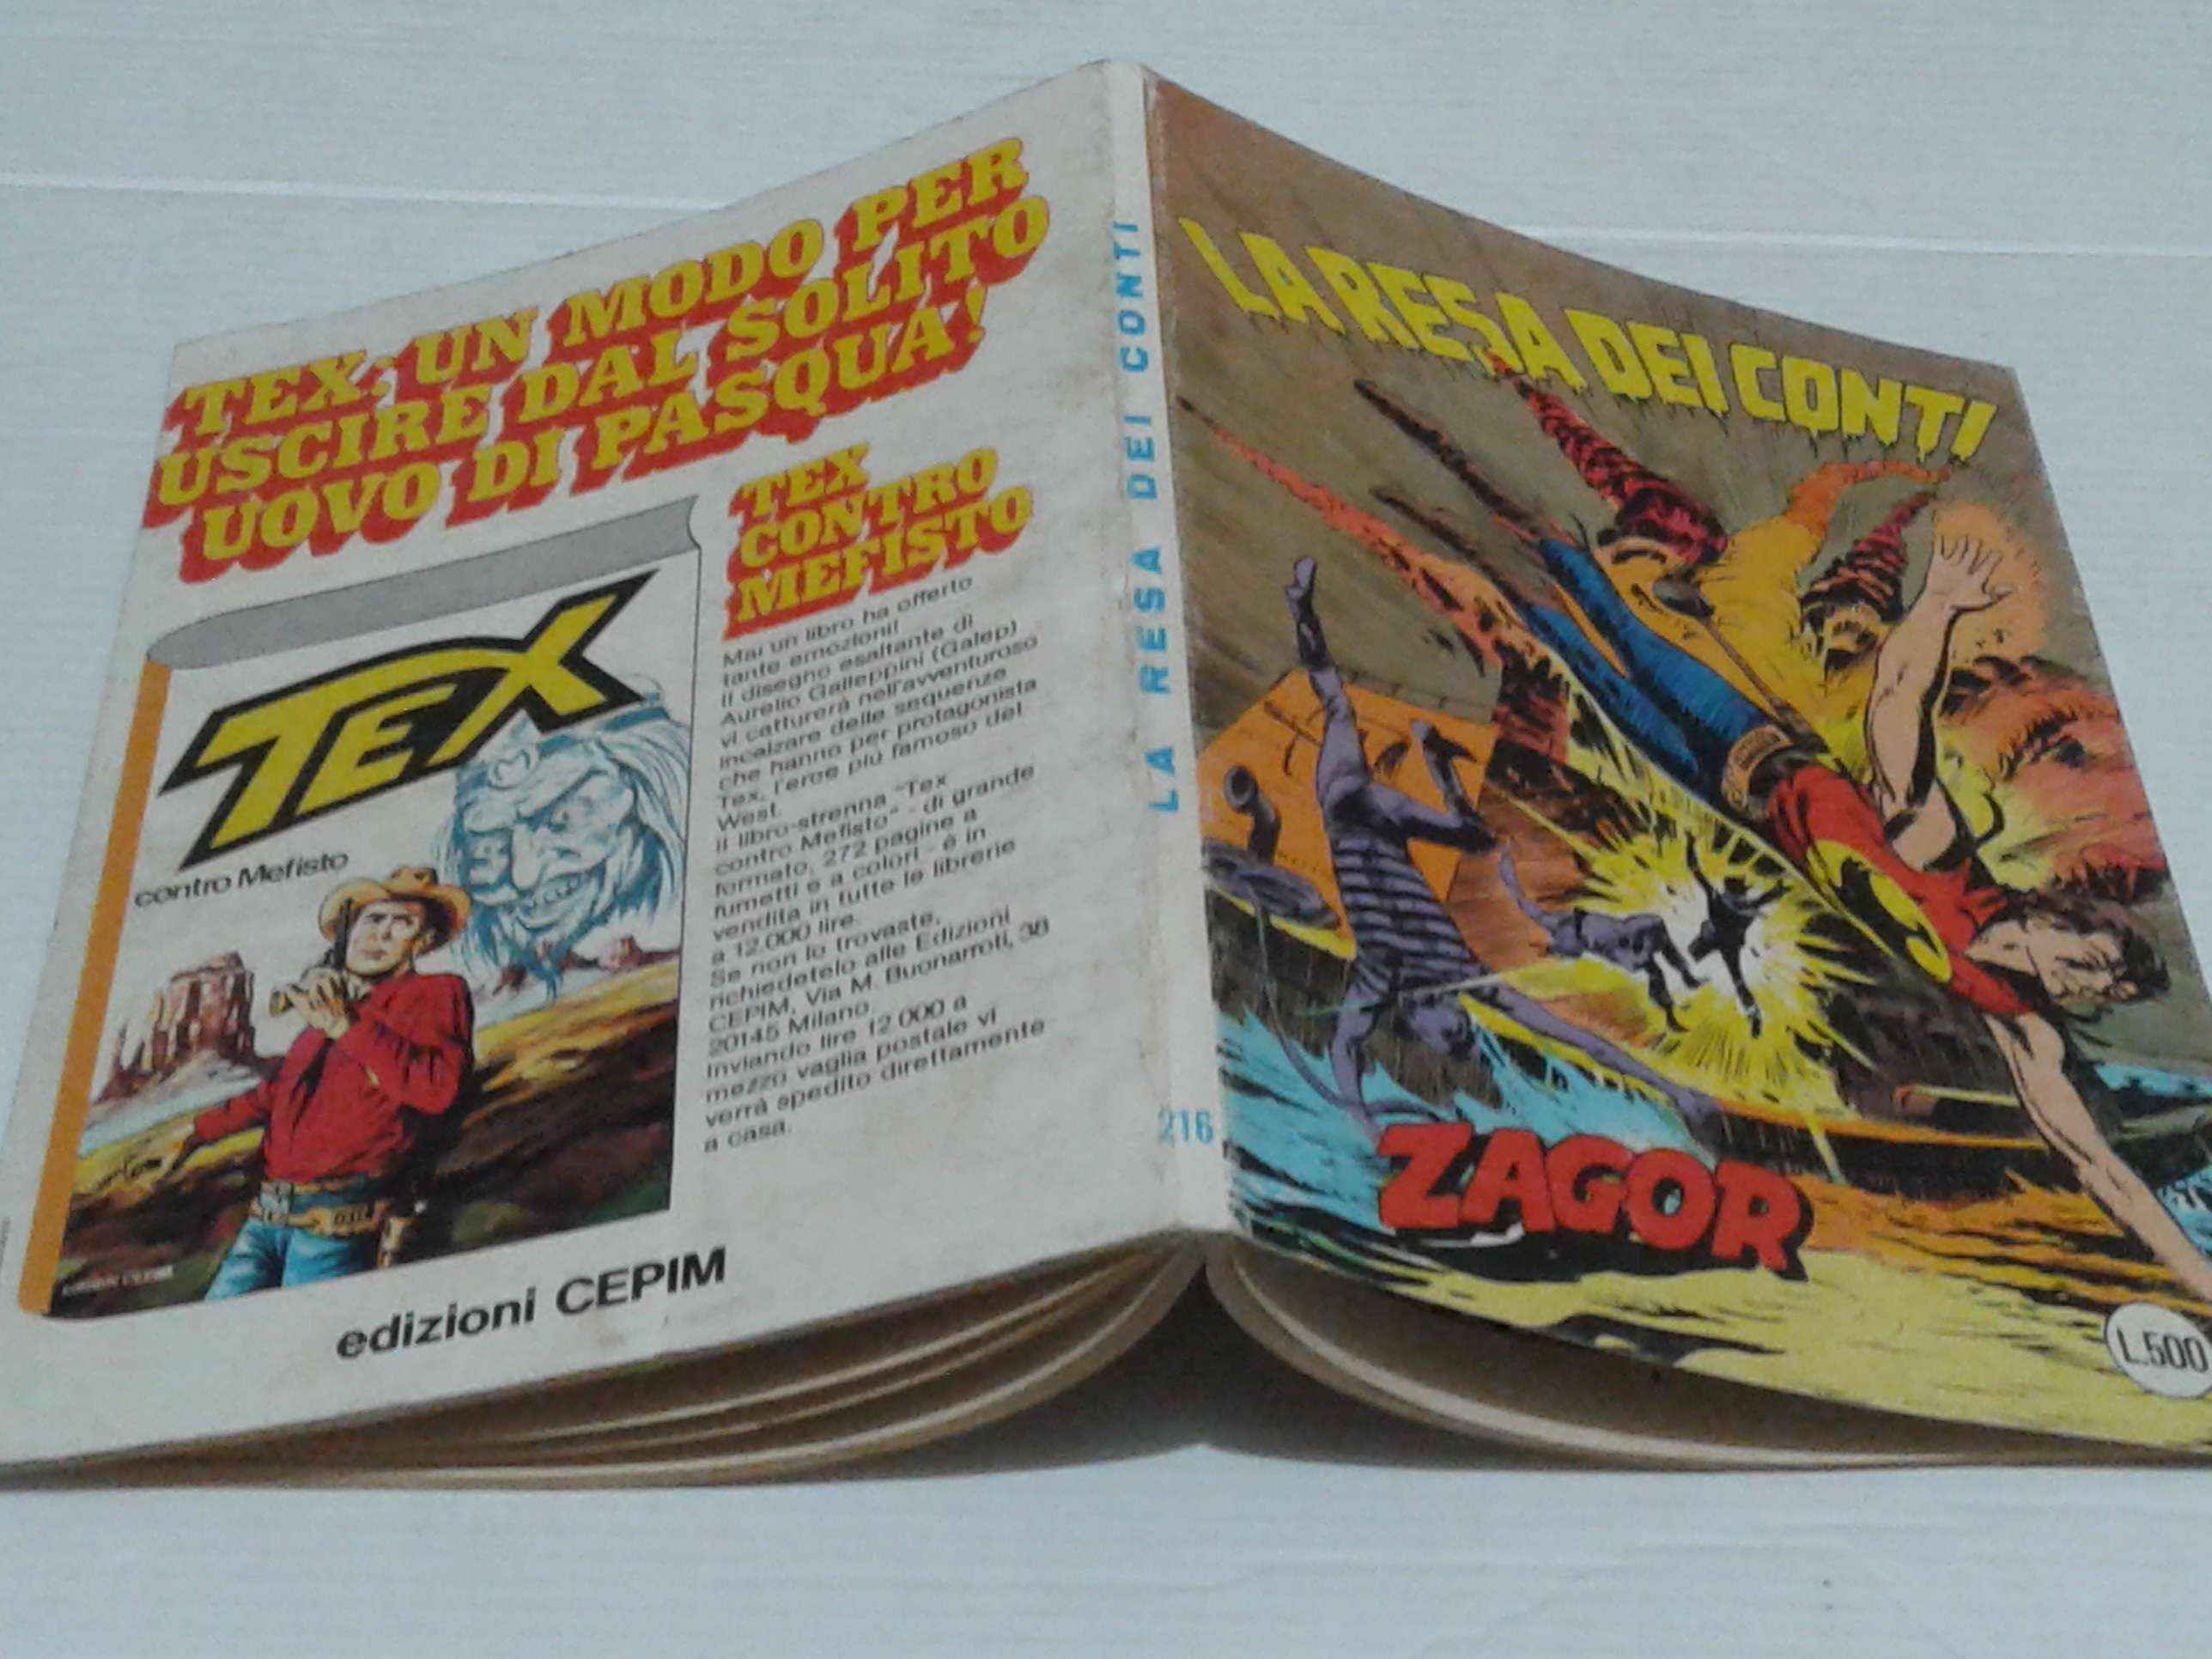 TEX: UN MODO PER
USCIRE DAL SOLITO
UOVO DI PASQUA!
TEX
CONTRO
MEFISTO
Mai un libro ha offerto
tante emozioni!
Il disegno esaltante di
Aurelio Galleppini (Galep)
vi catturerà nell'avventuroso
incalzare delle sequenze
che hanno per protagonista
Tex, l'eroe più famoso del
West.
Il libro-strenna "Tex
contro Mefisto" - di grande
formato, 272 pagine a
fumetti e a colori - è in
vendita in tutte le librerie
a 12.000 lire.
Se non lo trovaste,
richiedetelo alle Edizioni
CEPIM, Via M. Buonarroti, 38
20145 Milano.
Inviando lire 12 000 a
mezzo vaglia postale vi
verrà spedito direttamente
a casa.
TEX
contro Mefisto
edizioni CEPIM
LA RESA DEI CONTI
216
LA RESA DEI CONTI
ZAGOR
L.500